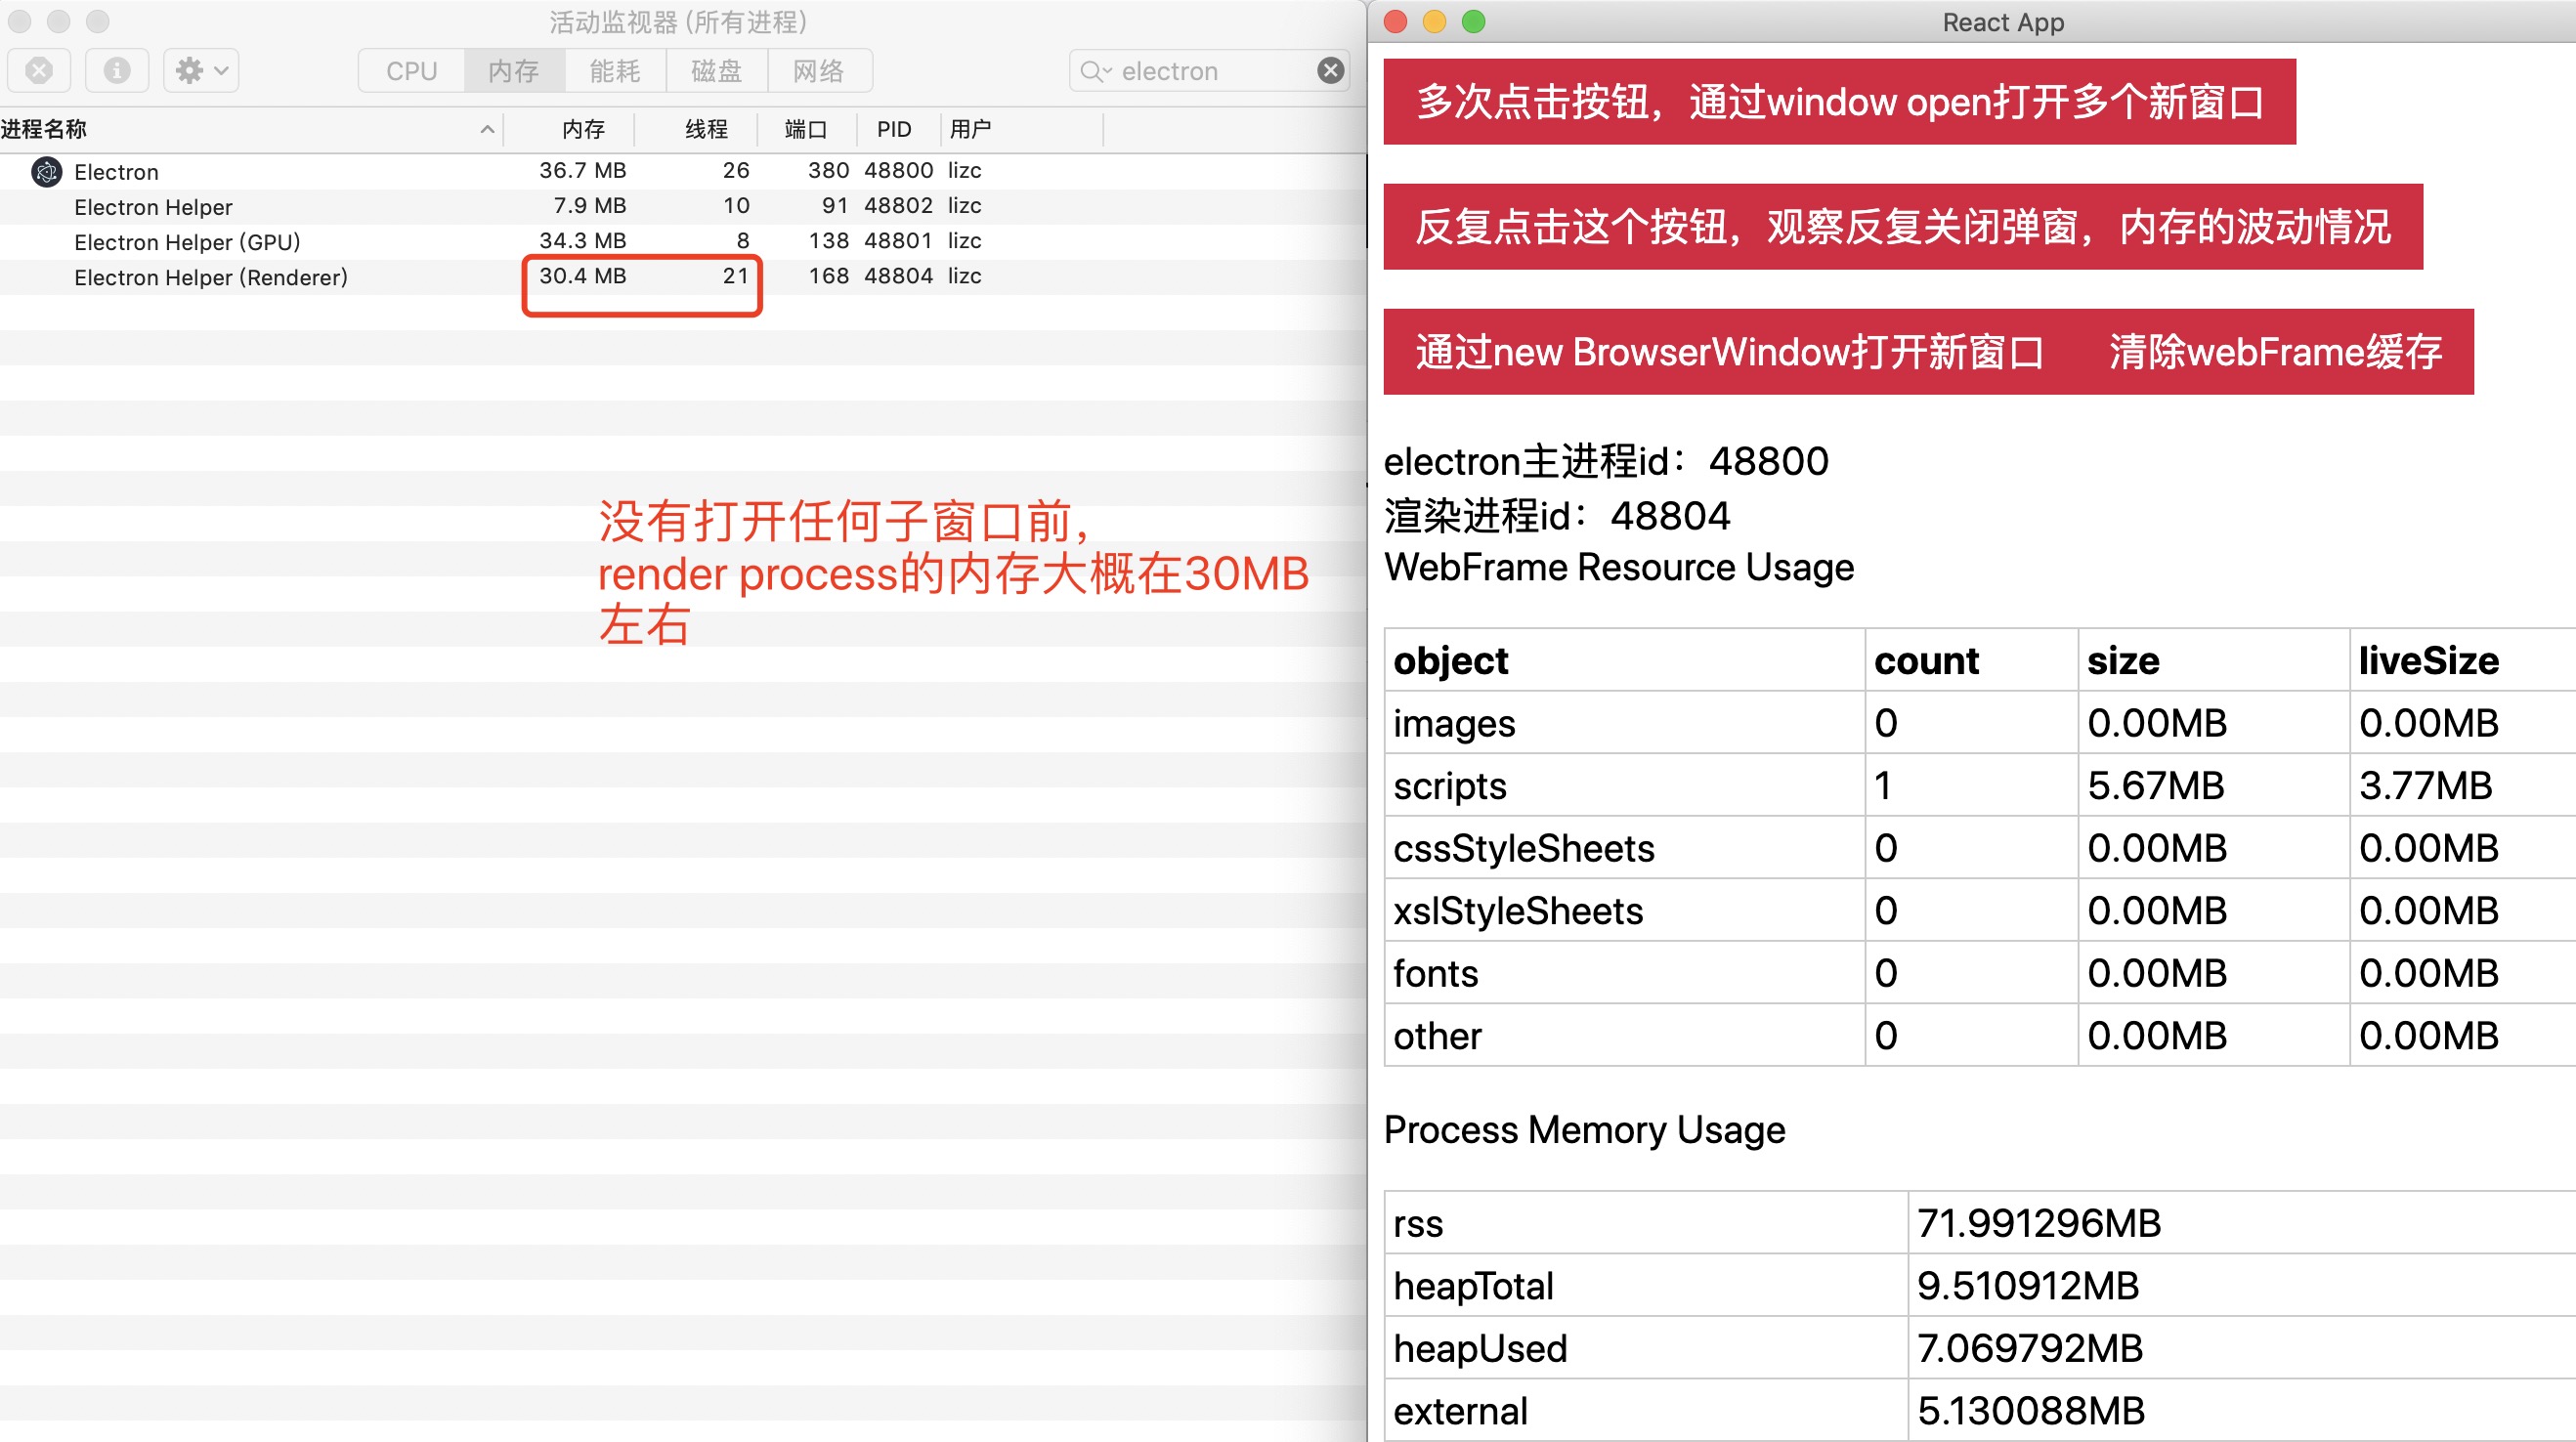 活动监视器 (所有进程)
CPU 内存 能耗 磁盘 网络 electron
进程名称 内存 线程 端口 PID 用户
Electron 36.7 MB 26 380 48800 lizc
Electron Helper 7.9 MB 10 91 48802 lizc
Electron Helper (GPU) 34.3 MB 8 138 48801 lizc
Electron Helper (Renderer) 30.4 MB 21 168 48804 lizc
没有打开任何子窗口前，
render process的内存大概在30MB
左右
React App
多次点击按钮，通过window open打开多个新窗口
反复点击这个按钮，观察反复关闭弹窗，内存的波动情况
通过new BrowserWindow打开新窗口 清除webFrame缓存
electron主进程id：48800
渲染进程id：48804
WebFrame Resource Usage
object count size liveSize
images 0 0.00MB 0.00MB
scripts 1 5.67MB 3.77MB
cssStyleSheets 0 0.00MB 0.00MB
xslStyleSheets 0 0.00MB 0.00MB
fonts 0 0.00MB 0.00MB
other 0 0.00MB 0.00MB
Process Memory Usage
rss 71.991296MB
heapTotal 9.510912MB
heapUsed 7.069792MB
external 5.130088MB